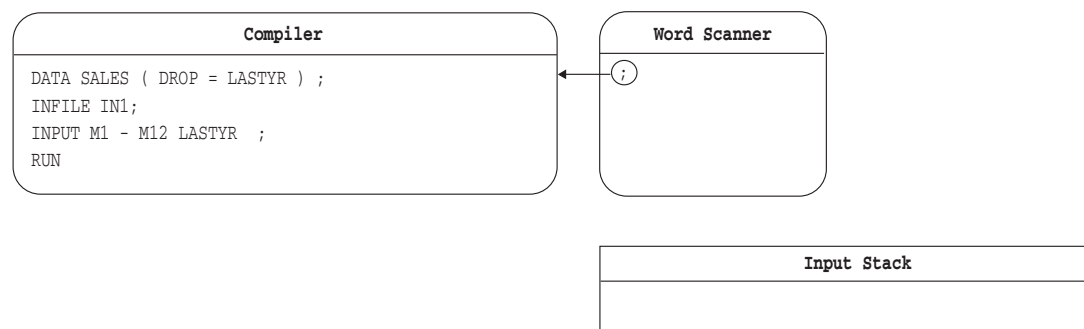 Compiler
DATA SALES ( DROP = LASTYR ) ;
INFILE IN1;
INPUT M1 - M12 LASTYR  ;
RUN
Word Scanner
;
Input Stack